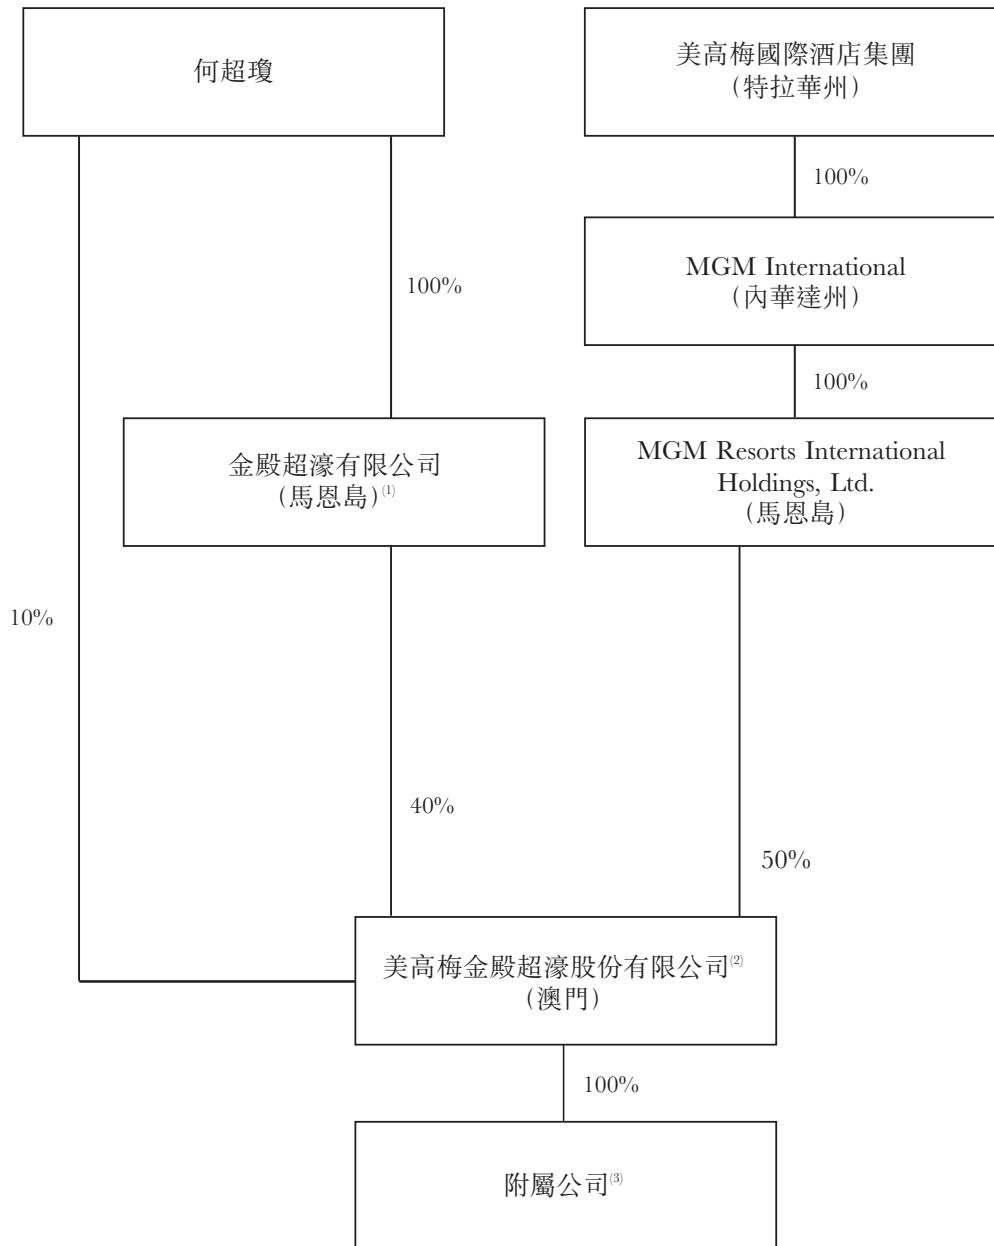 何超瓊
美高梅國際酒店集團
(特拉華州)
100%
MGM International
(內華達州)
100%
100%
金殿超濠有限公司
(馬恩島)(1)
MGM Resorts International
Holdings, Ltd.
(馬恩島)
10%
40%
50%
美高梅金殿超濠股份有限公司(2)
(澳門)
100%
附屬公司(3)